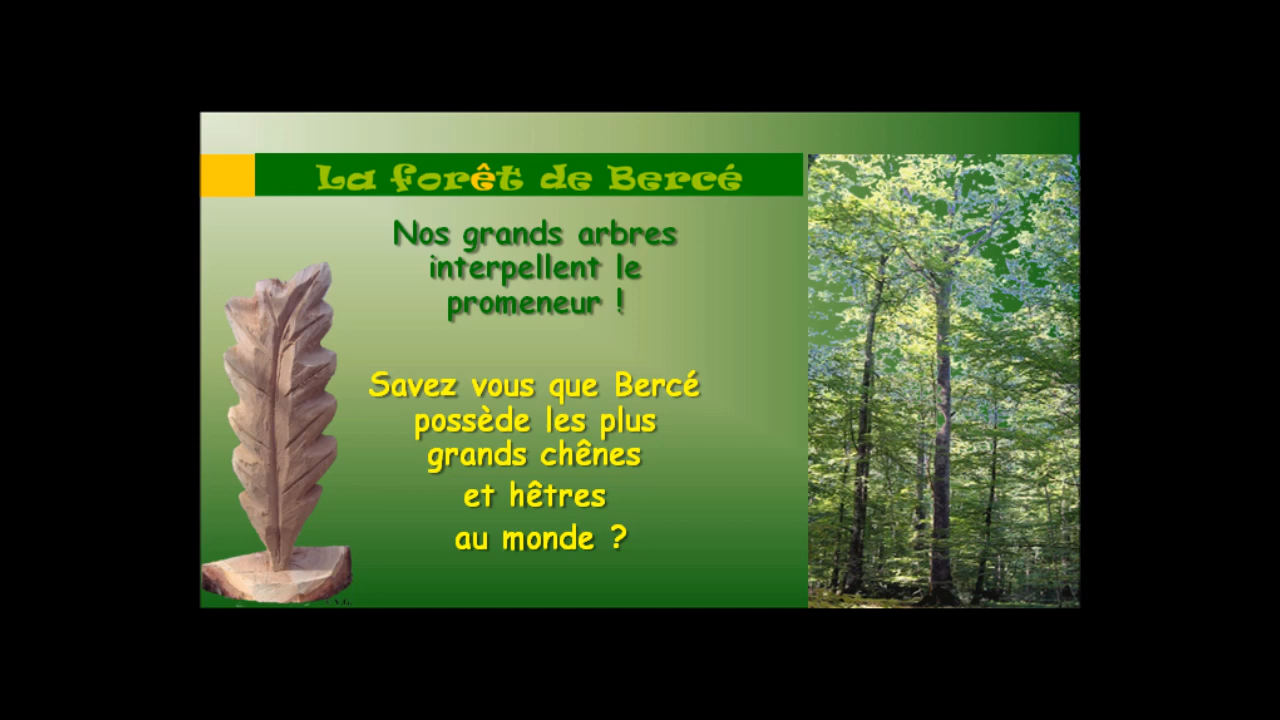 La forêt de Bercé
Nos grands arbres
interpellent le
promeneur !
Savez vous que Bercé
possède les plus
grands chênes
et hêtres
au monde ?